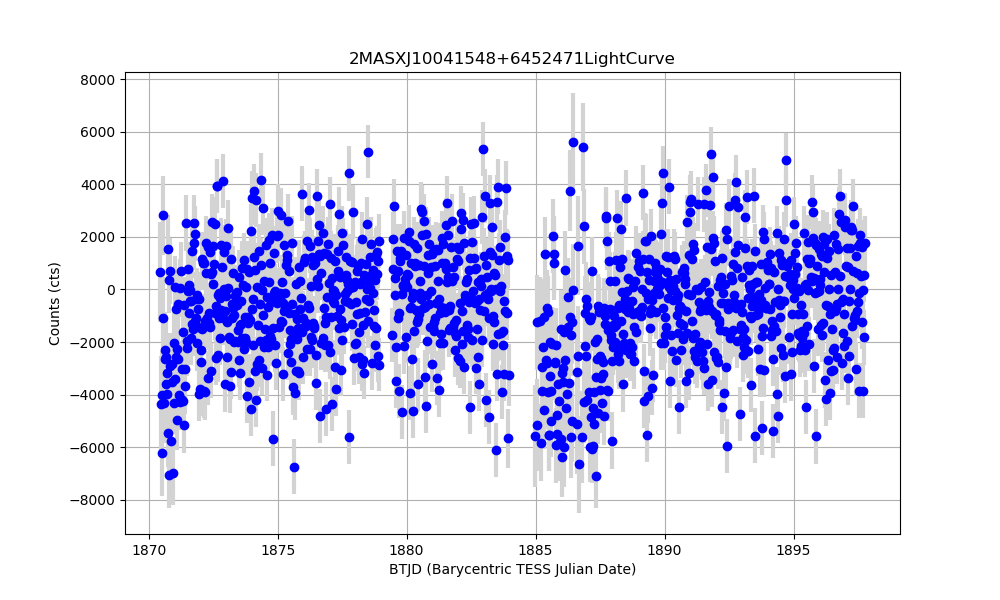 2MASXJ10041548+6452471LightCurve
8000
6000
4000
2000
0
−2000
−4000
−6000
−8000
Counts (cts)
1870 1875 1880 1885 1890 1895
BTJD (Barycentric TESS Julian Date)